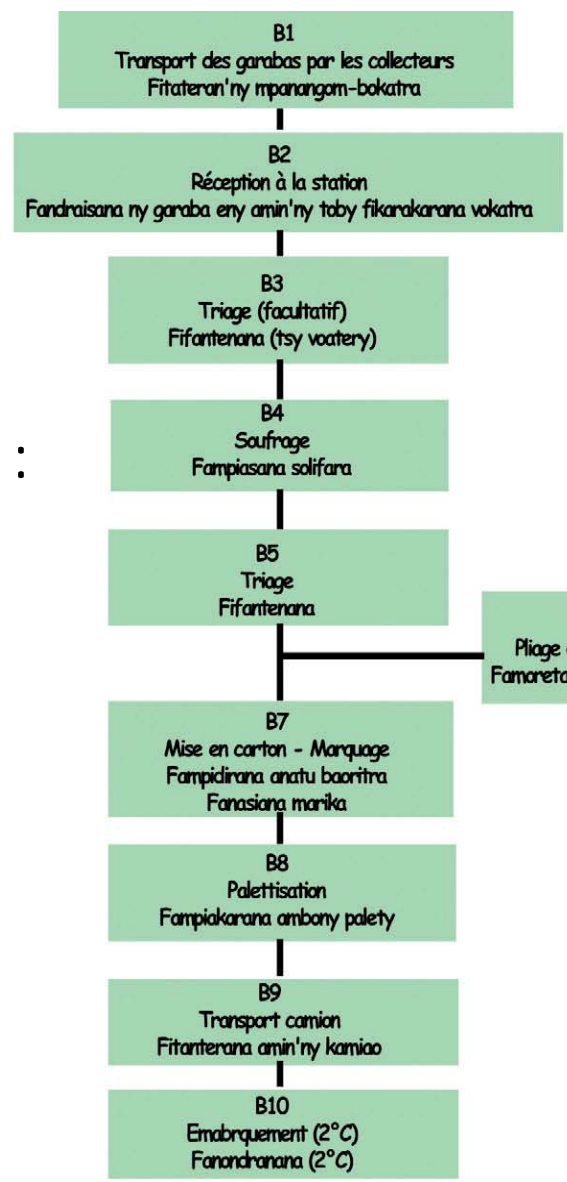 B1
Transport des garabas par les collecteurs
Fitateran'ny mpanangom-bokatra
B2
Réception à la station
Fandraisana ny garaba eny amin'ny toby fikarakarana vokatra
B3
Triage (facultatif)
Fifantenana (tsy voatery)
:
B4
Soufrage
Fampiasana solifara
B5
Triage
Fifantenana
Pliage
Famoreta
B7
Mise en carton - Marquage
Fampidirana anatu baoritra
Fanasiana marika
B8
Palettisation
Fampiakarana ambony palety
B9
Transport camion
Fitanterana amin'ny kamiao
B10
Emabrquement (2°C)
Fanondranana (2°C)